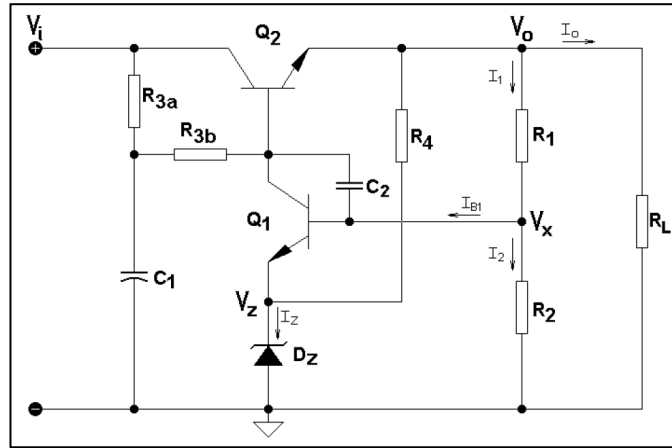 Vi
Q2
Vo
Io
I1
R3a
R3b
R4
R1
C2
Q1
IB1
Vx
RL
I2
C1
Vz
Iz
R2
Dz